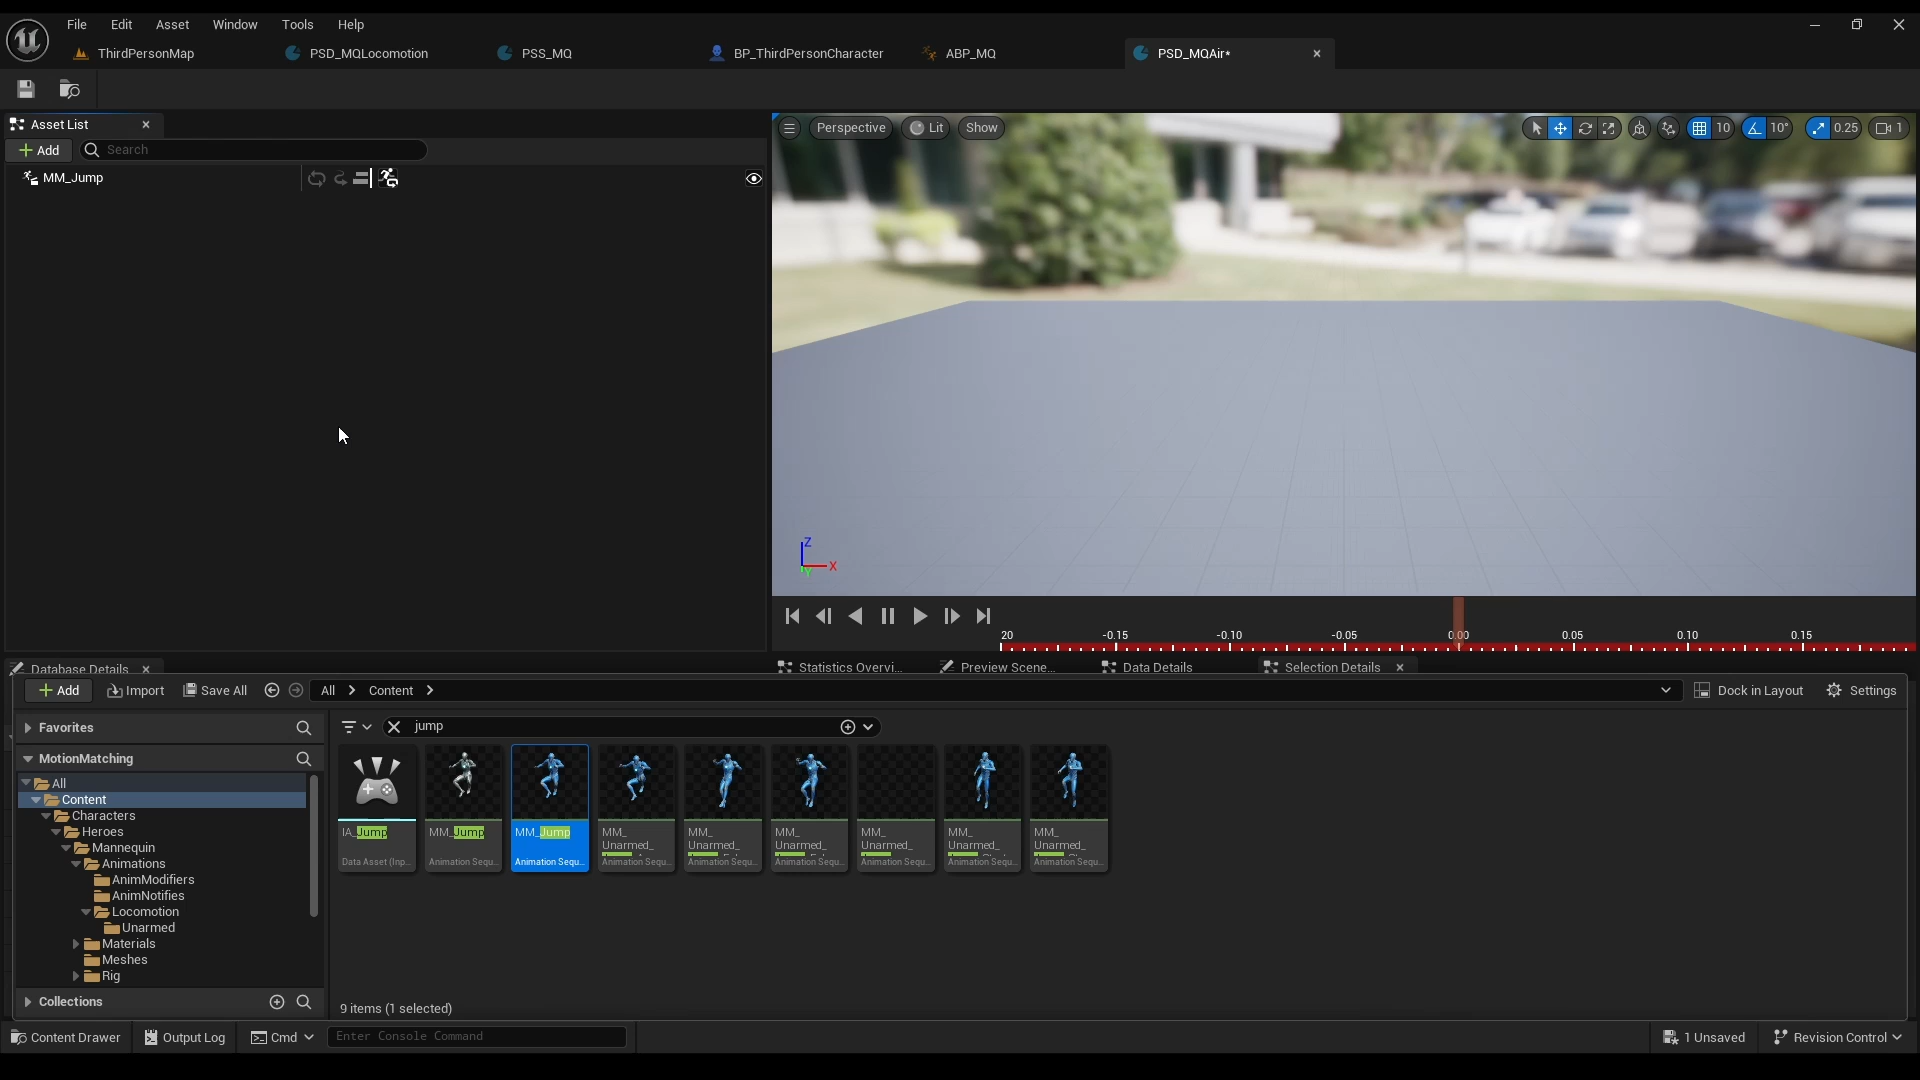 File Edit Asset Window Tools Help
ThirdPersonMap PSD_MQLocomotion PSS_MQ BP_ThirdPersonCharacter ABP_MQ PSD_MQAir*
Asset List
Add Search
MM_Jump
Perspective Lit Show 10 10° 0.25 1
Z
X
Y
20 -0.15 -0.10 -0.05 0.00 0.05 0.10 0.15
Database Details Statistics Overvi... Preview Scene... Data Details Selection Details
Add Import Save All All Content Dock in Layout Settings
Favorites jump
MotionMatching
All
Content
Characters
Heroes
Mannequin
Animations
AnimModifiers
AnimNotifies
Locomotion
Unarmed
Materials
Meshes
Rig
Collections
IA_Jump
Data Asset (Inp...
MM_Jump
Animation Sequ...
MM_Jump
Animation Sequ...
MM_
Unarmed_
Animation Sequ...
MM_
Unarmed_
Animation Sequ...
MM_
Unarmed_
Animation Sequ...
MM_
Unarmed_
Animation Sequ...
MM_
Unarmed_
Animation Sequ...
MM_
Unarmed_
Animation Sequ...
9 items (1 selected)
Content Drawer Output Log Cmd Enter Console Command 1 Unsaved Revision Control